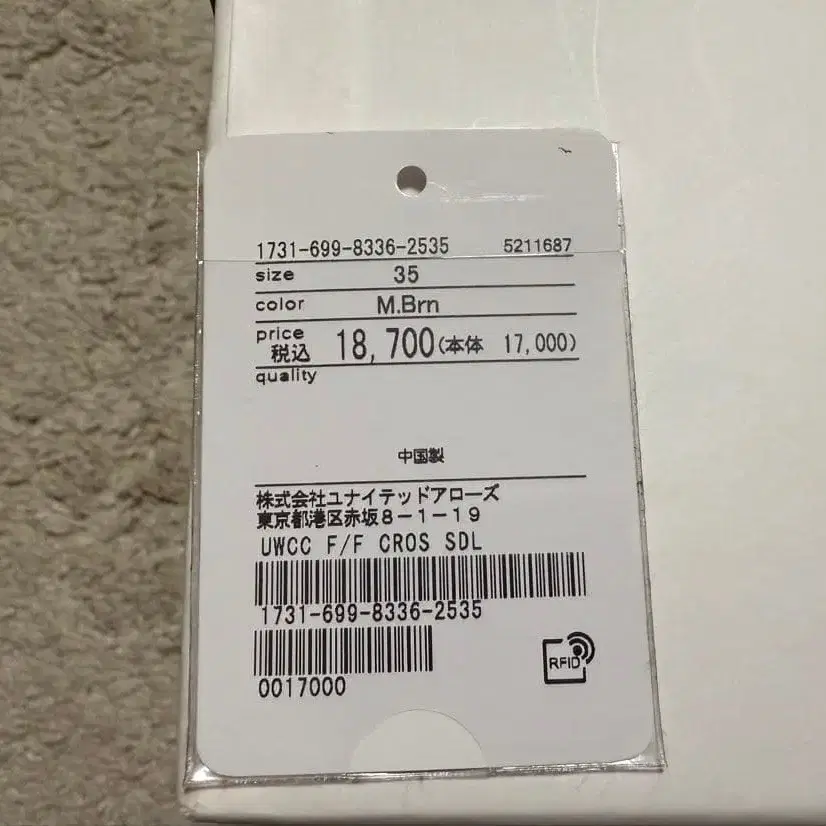 1731-699-8336-2535 5211687
size 35
color M.Brn
price
税込 18,700(本体 17,000)
quality
中国製
株式会社ユナイテッドアローズ
東京都港区赤坂8-1-19
UWCC F/F CROS SDL
1731-699-8336-2535
0017000
RFID